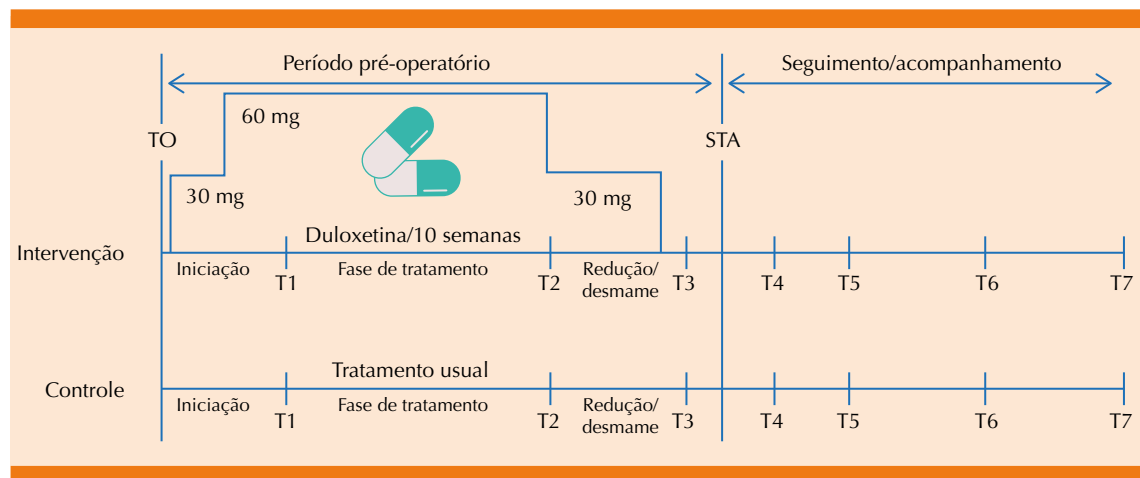 Período pré-operatório
Seguimento/acompanhamento
60 mg
TO
STA
30 mg
30 mg
Duloxetina/10 semanas
Intervenção
Iniciação
T1
Fase de tratamento
T2
Redução/
desmame
T3
T4
T5
T6
T7
Tratamento usual
Controle
Iniciação
T1
Fase de tratamento
T2
Redução/
desmame
T3
T4
T5
T6
T7